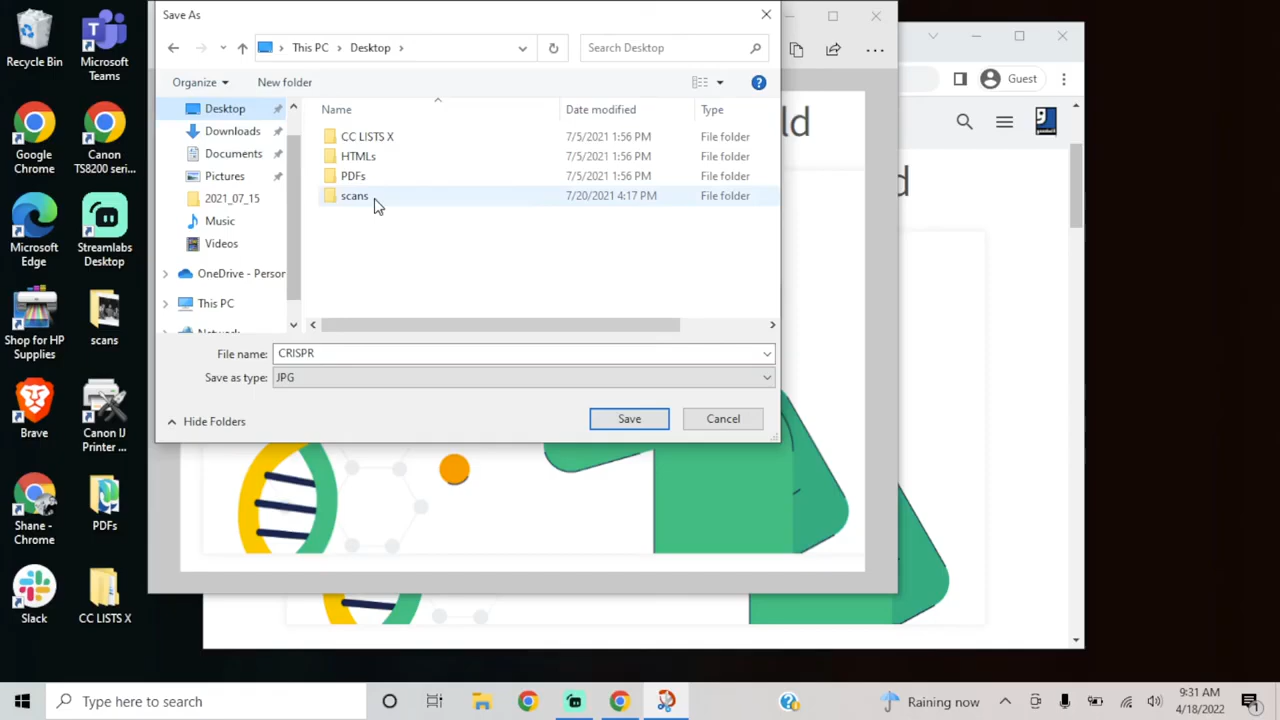 Save As
This PC
Desktop
Search Desktop
Organize
New folder
Guest
Name
Date modified
Type
CC LISTS X
7/5/2021 1:56 PM
File folder
HTMLs
7/5/2021 1:56 PM
File folder
PDFs
7/5/2021 1:56 PM
File folder
scans
7/20/2021 4:17 PM
File folder
Desktop
Downloads
Documents
Pictures
2021_07_15
Music
Videos
OneDrive - Person
This PC
Network
File name:
CRISPR
Save as type:
JPG
Hide Folders
Save
Cancel
ld
d
Recycle Bin
Microsoft
Teams
Google
Chrome
Canon
TS8200 seri...
Microsoft
Edge
Streamlabs
Desktop
Shop for HP
Supplies
scans
Brave
Canon IJ
Printer ...
Shane -
Chrome
PDFs
Slack
CC LISTS X
Type here to search
Raining now
9:31 AM
4/18/2022
1